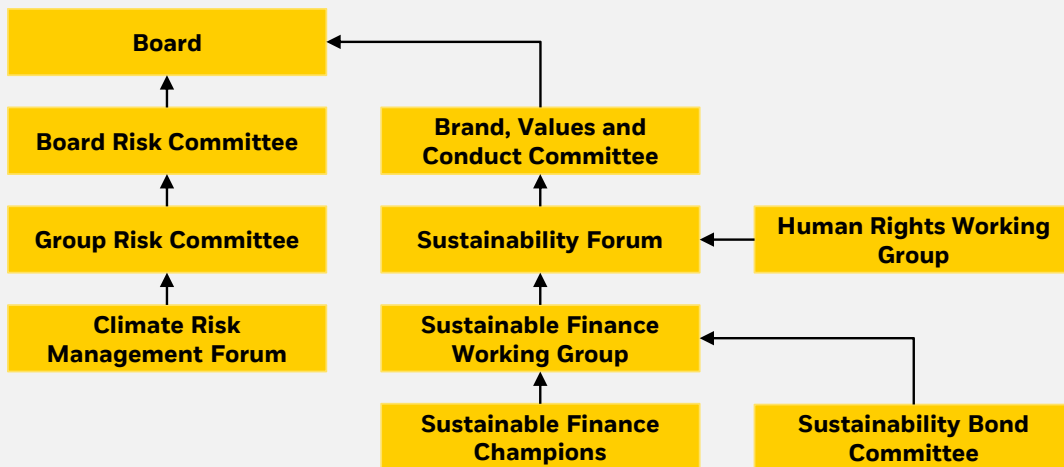 Board
Board Risk Committee
Brand, Values and
Conduct Committee
Group Risk Committee
Sustainability Forum
Human Rights Working
Group
Climate Risk
Management Forum
Sustainable Finance
Working Group
Sustainable Finance
Champions
Sustainability Bond
Committee